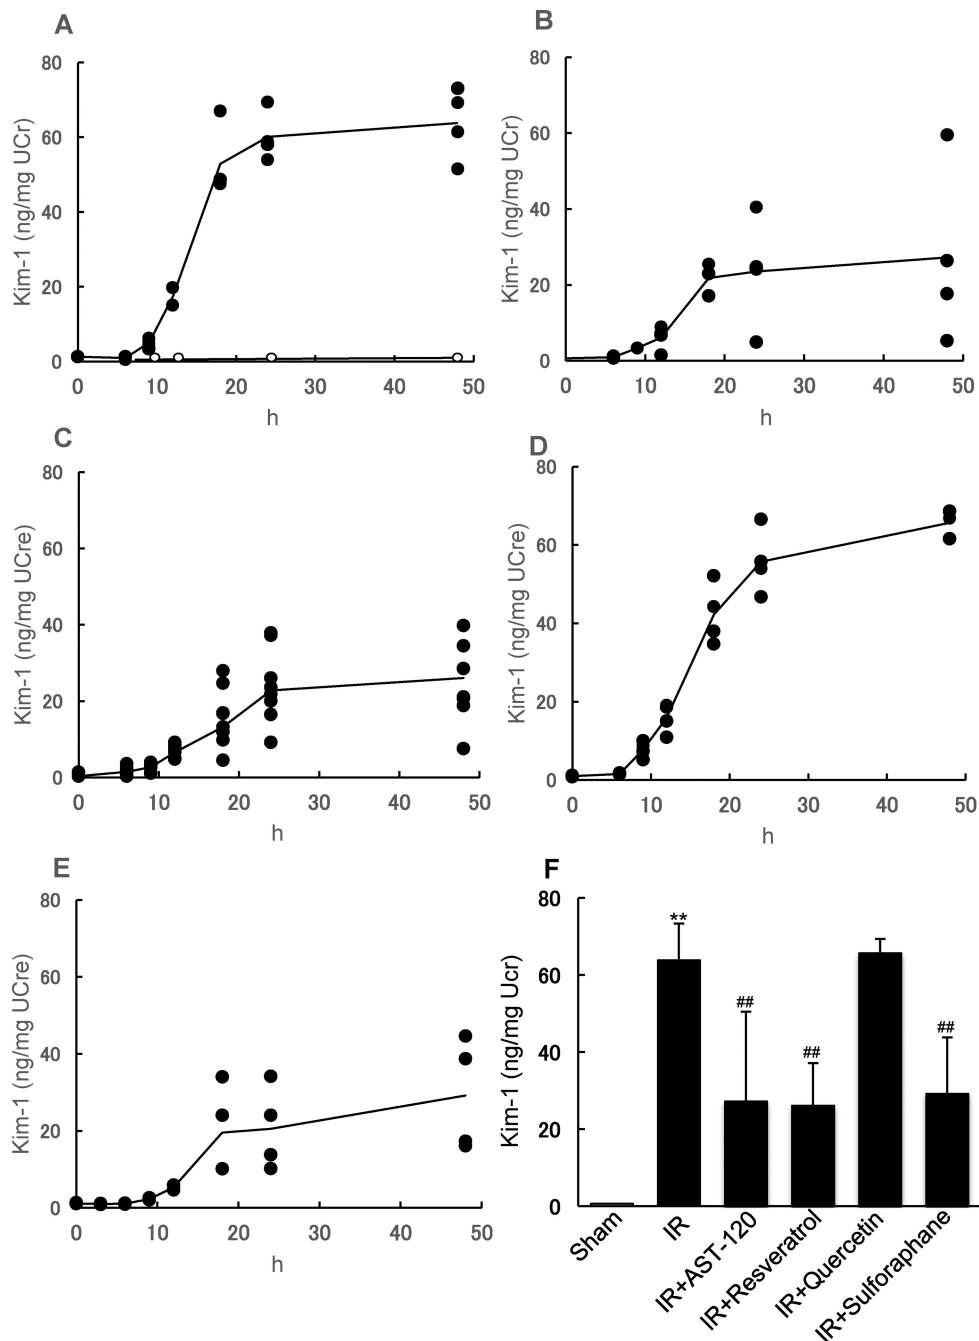 A
Kim-1 (ng/mg UCr)
80
60
40
20
0
0 10 20 30 40 50
h
B
Kim-1 (ng/mg UCr)
80
60
40
20
0
0 10 20 30 40 50
h
C
Kim-1 (ng/mg UCre)
80
60
40
20
0
0 10 20 30 40 50
h
D
Kim-1 (ng/mg UCre)
80
60
40
20
0
0 10 20 30 40 50
h
E
Kim-1 (ng/mg UCre)
80
60
40
20
0
0 10 20 30 40 50
h
F
Kim-1 (ng/mg Ucr)
80
60
40
20
0
**
##
##
##
Sham
IR
IR+AST-120
IR+Resveratrol
IR+Quercetin
IR+Sulforaphane